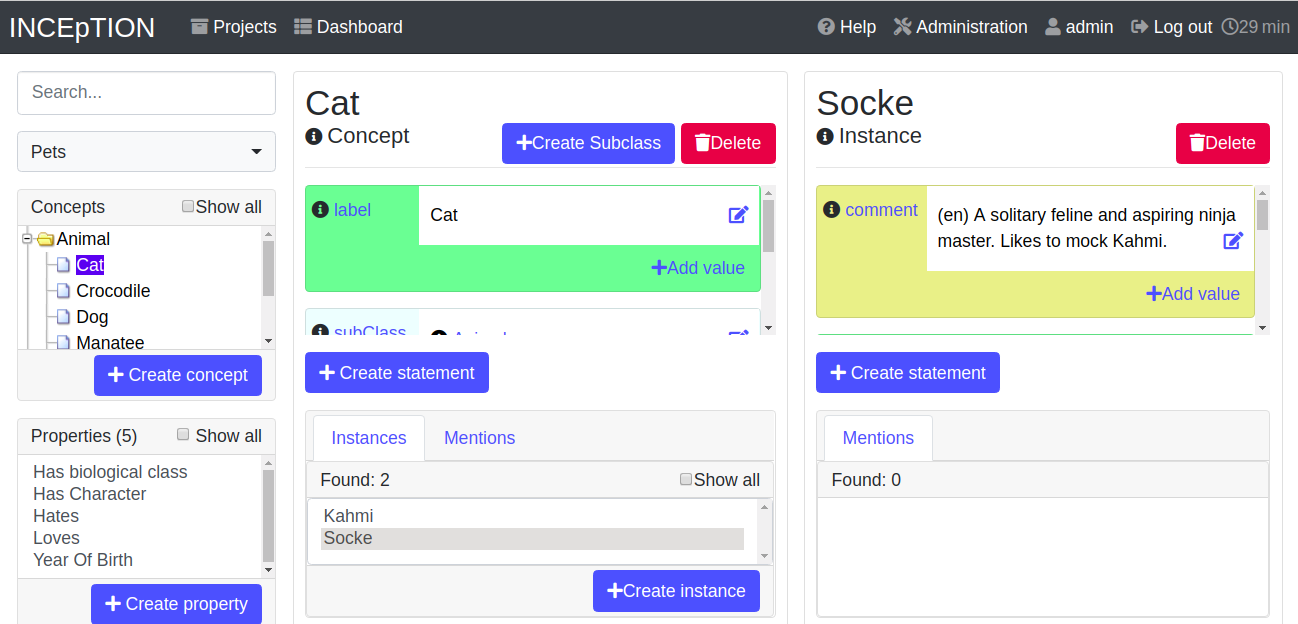 INCEpTION Projects Dashboard Help Administration admin Log out 29 min
Search...
Pets
Concepts Show all
Animal
Cat
Crocodile
Dog
Manatee
Create concept
Properties (5) Show all
Has biological class
Has Character
Hates
Loves
Year Of Birth
Create property
Cat
Concept
Create Subclass Delete
label Cat
Add value
subClass
Create statement
Instances Mentions
Found: 2 Show all
Kahmi
Socke
Create instance
Socke
Instance
Delete
comment (en) A solitary feline and aspiring ninja
master. Likes to mock Kahmi.
Add value
Create statement
Mentions
Found: 0